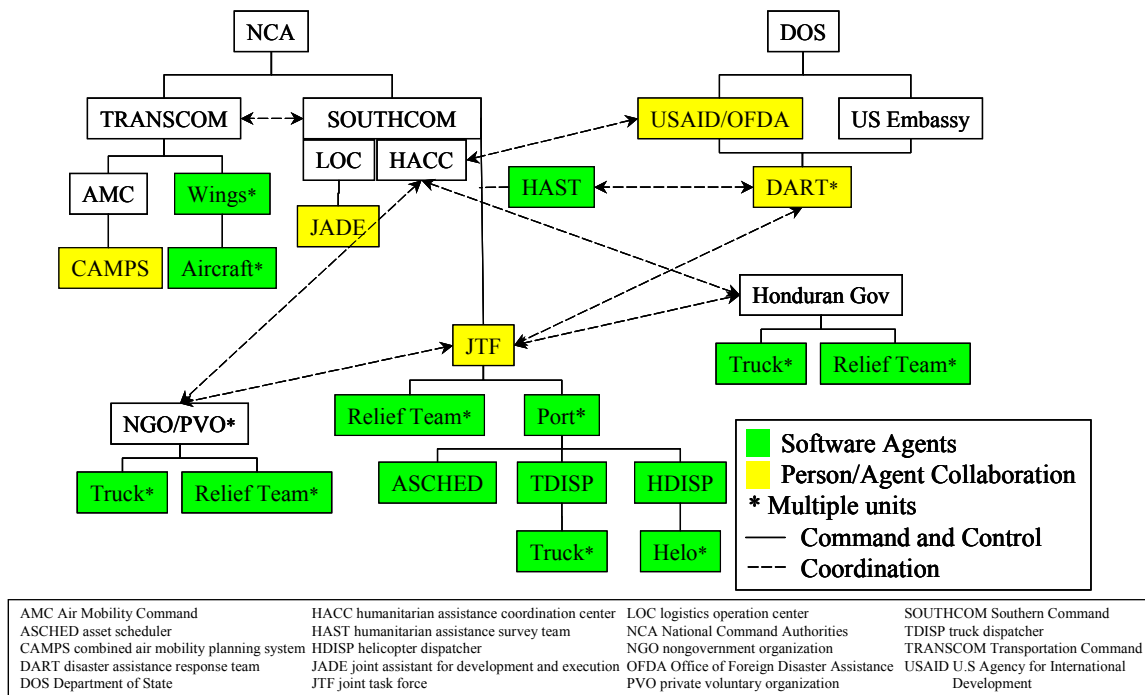 NCA
DOS
TRANSCOM
SOUTHCOM
USAID/OFDA
US Embassy
LOC
HACC
AMC
Wings*
HAST
DART*
JADE
CAMPS
Aircraft*
Honduran Gov
JTF
Truck*
Relief Team*
NGO/PVO*
Relief Team*
Port*
Truck*
Relief Team*
ASCHED
TDISP
HDISP
Truck*
Helo*
Software Agents
Person/Agent Collaboration
* Multiple units
Command and Control
Coordination
AMC Air Mobility Command
ASCHED asset scheduler
CAMPS combined air mobility planning system
DART disaster assistance response team
DOS Department of State
HACC humanitarian assistance coordination center
HAST humanitarian assistance survey team
HDISP helicopter dispatcher
JADE joint assistant for development and execution
JTF joint task force
LOC logistics operation center
NCA National Command Authorities
NGO nongovernment organization
OFDA Office of Foreign Disaster Assistance
PVO private voluntary organization
SOUTHCOM Southern Command
TDISP truck dispatcher
TRANSCOM Transportation Command
USAID U.S Agency for International
Development